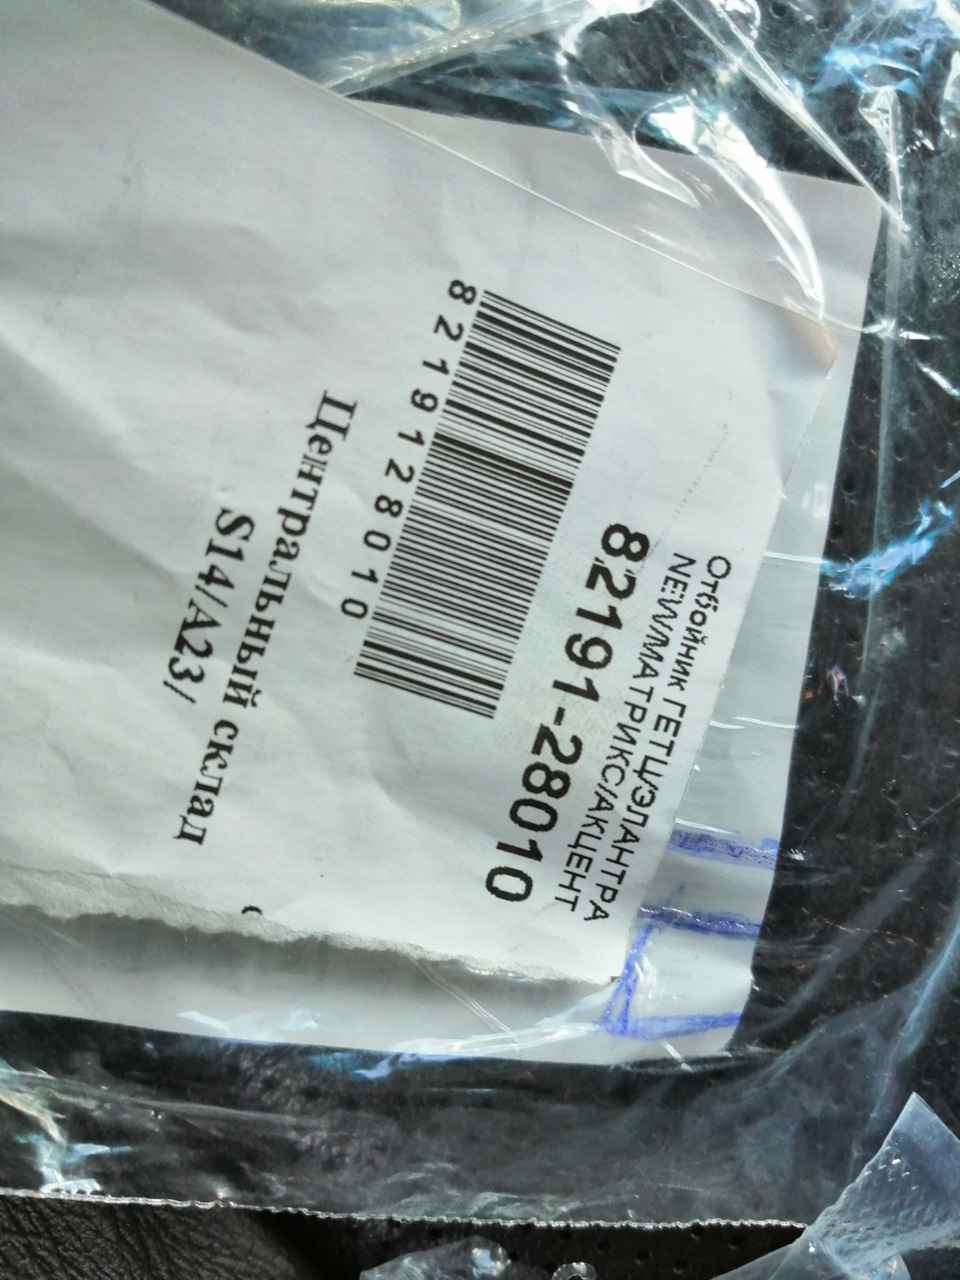 Отбойник ГЕТЦ/ЭЛАНТРА
NEW/МАТРИКС/АКЦЕНТ
82191-28010
8219128010
Центральный склад
S14/A23/